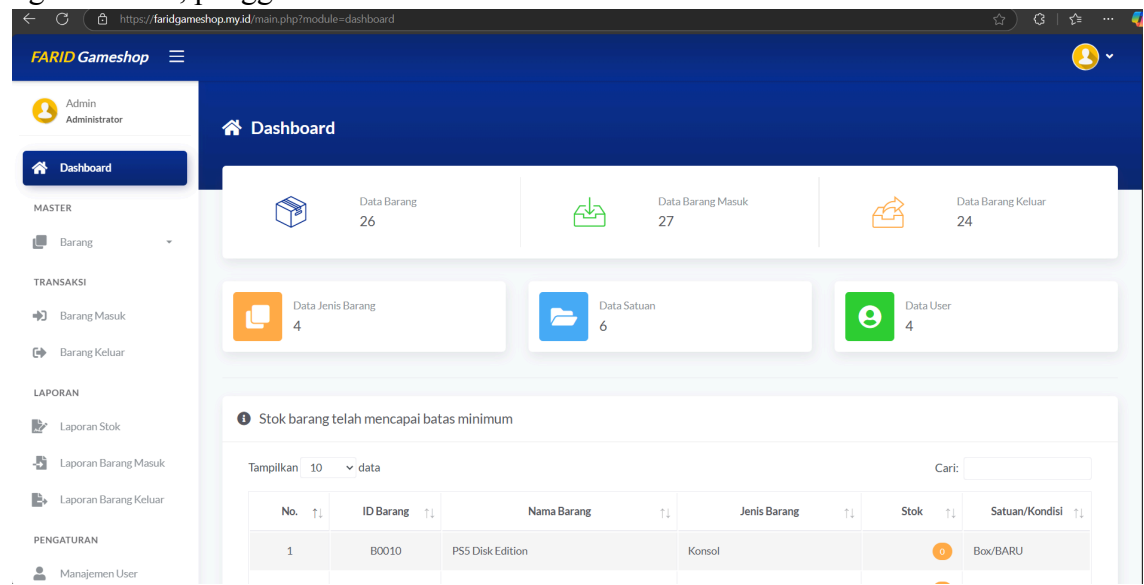 https://faridgameshop.my.id/main.php?module=dashboard
FARID Gameshop
Admin
Administrator
Dashboard
Dashboard
MASTER
Barang
TRANSAKSI
Barang Masuk
Barang Keluar
LAPORAN
Laporan Stok
Laporan Barang Masuk
Laporan Barang Keluar
PENGATURAN
Manajemen User
Data Barang
26
Data Barang Masuk
27
Data Barang Keluar
24
Data Jenis Barang
4
Data Satuan
6
Data User
4
Stok barang telah mencapai batas minimum
Tampilkan 10 data
Cari:
No. ID Barang Nama Barang Jenis Barang Stok Satuan/Kondisi
1 B0010 PS5 Disk Edition Konsol 0 Box/BARU